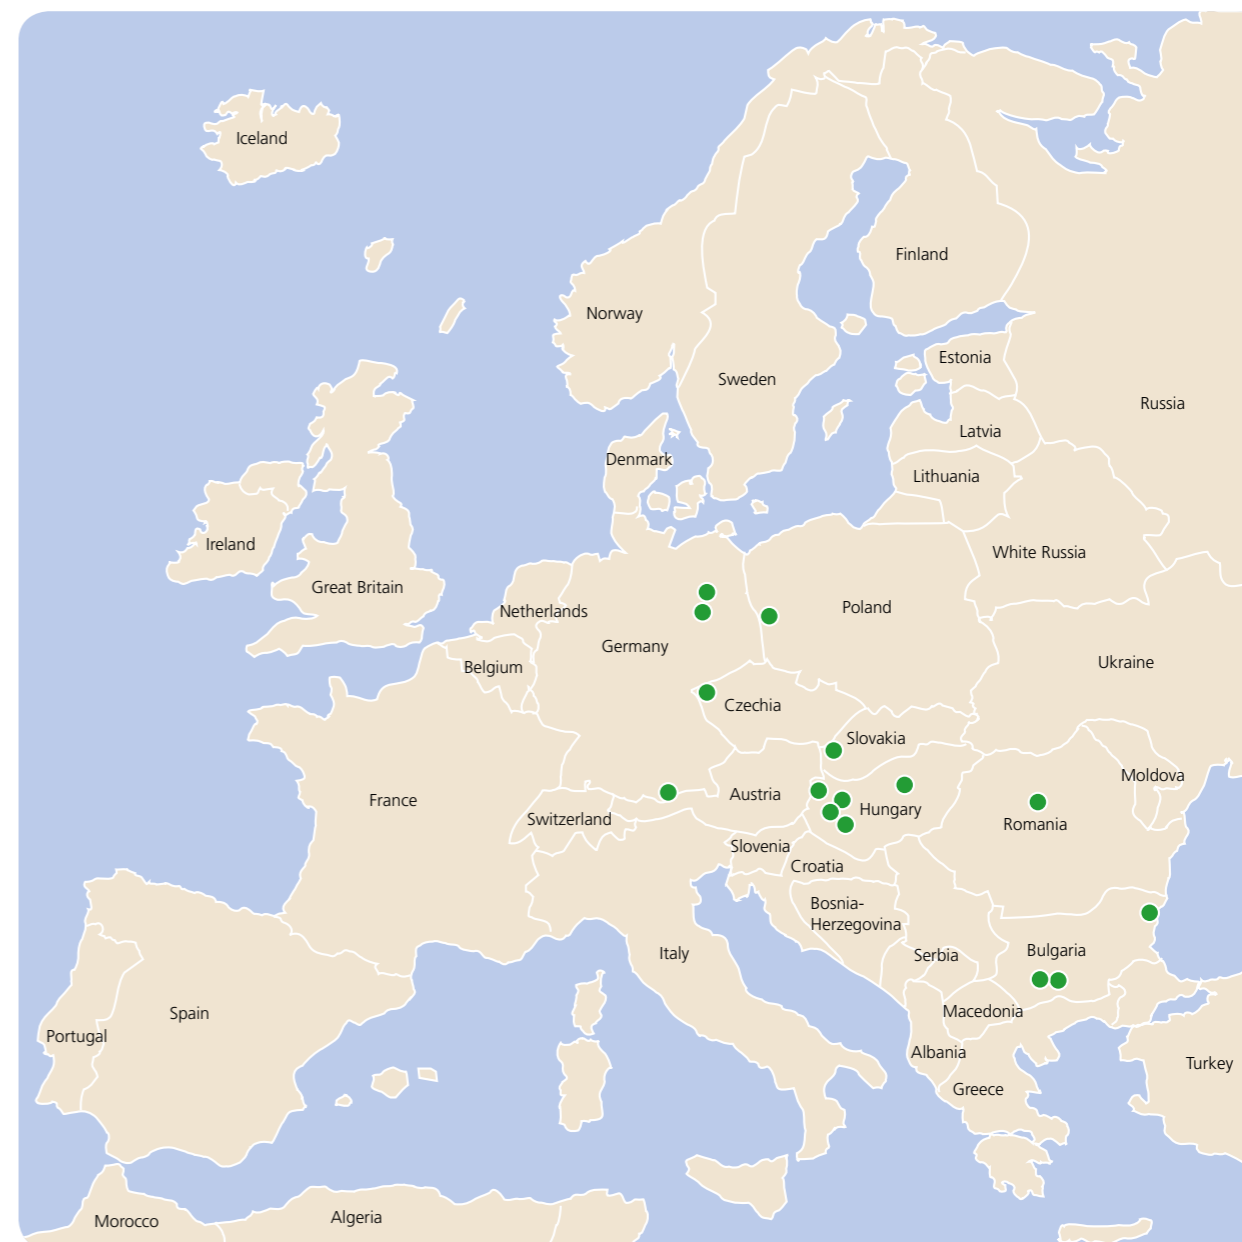 Iceland
Finland
Norway
Estonia
Sweden
Russia
Latvia
Denmark
Lithuania
Ireland
White Russia
Great Britain
Netherlands
Poland
Germany
Belgium
Ukraine
Czechia
Slovakia
Moldova
Austria
France
Hungary
Switzerland
Romania
Slovenia
Croatia
Bosnia-
Herzegovina
Italy
Serbia
Bulgaria
Spain
Macedonia
Portugal
Albania
Turkey
Greece
Algeria
Morocco